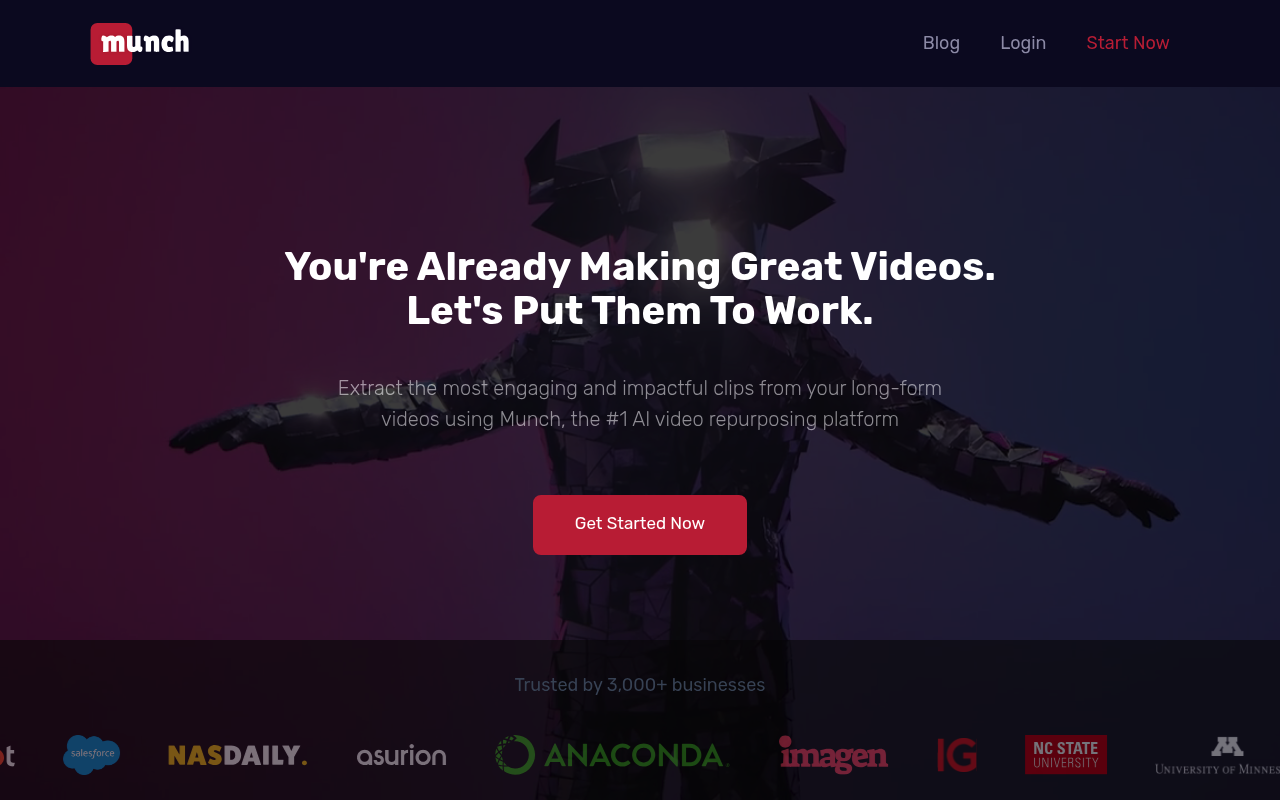 munch
Blog
Login
Start Now
You're Already Making Great Videos.
Let's Put Them To Work.
Extract the most engaging and impactful clips from your long-form
videos using Munch, the #1 AI video repurposing platform
Get Started Now
Trusted by 3,000+ businesses
salesforce
NASDAILY.
asurion
ANACONDA.
imagen
IG
NC STATE
UNIVERSITY
M
UNIVERSITY OF MINNES